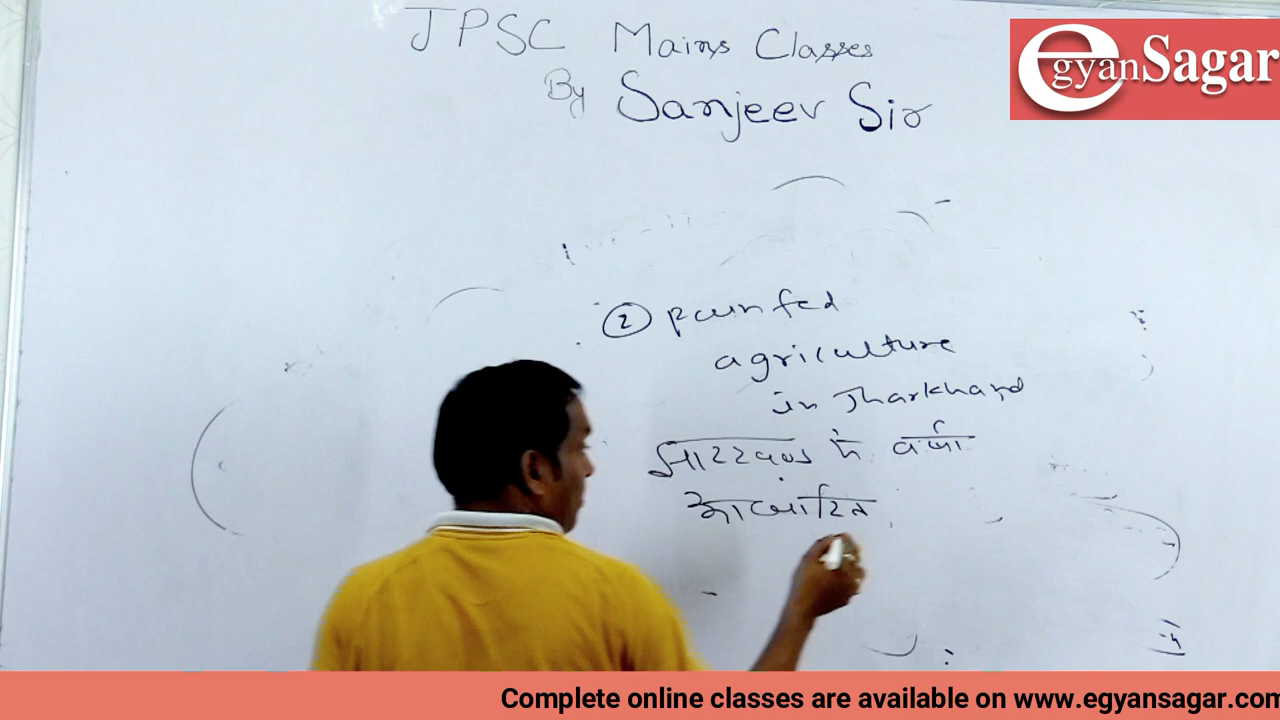 JPSC Mains Classes
By Sanjeev Sir
egyanSagar
② Rainfed
agriculture
in Jharkhand
झारखण्ड में वर्षा
आधारित
Complete online classes are available on www.egyansagar.com